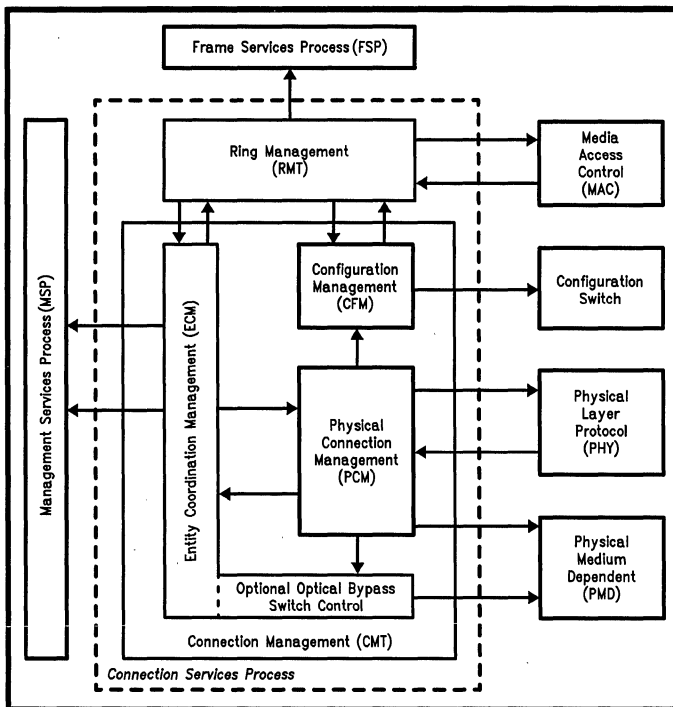 Frame Services Process (FSP)
Ring Management
(RMT)
Media
Access
Control
(MAC)
Management Services Process (MSP)
Entity Coordination Management (ECM)
Configuration
Management
(CFM)
Configuration
Switch
Physical
Connection
Management
(PCM)
Physical
Layer
Protocol
(PHY)
Optional Optical Bypass
Switch Control
Physical
Medium
Dependent
(PMD)
Connection Management (CMT)
Connection Services Process